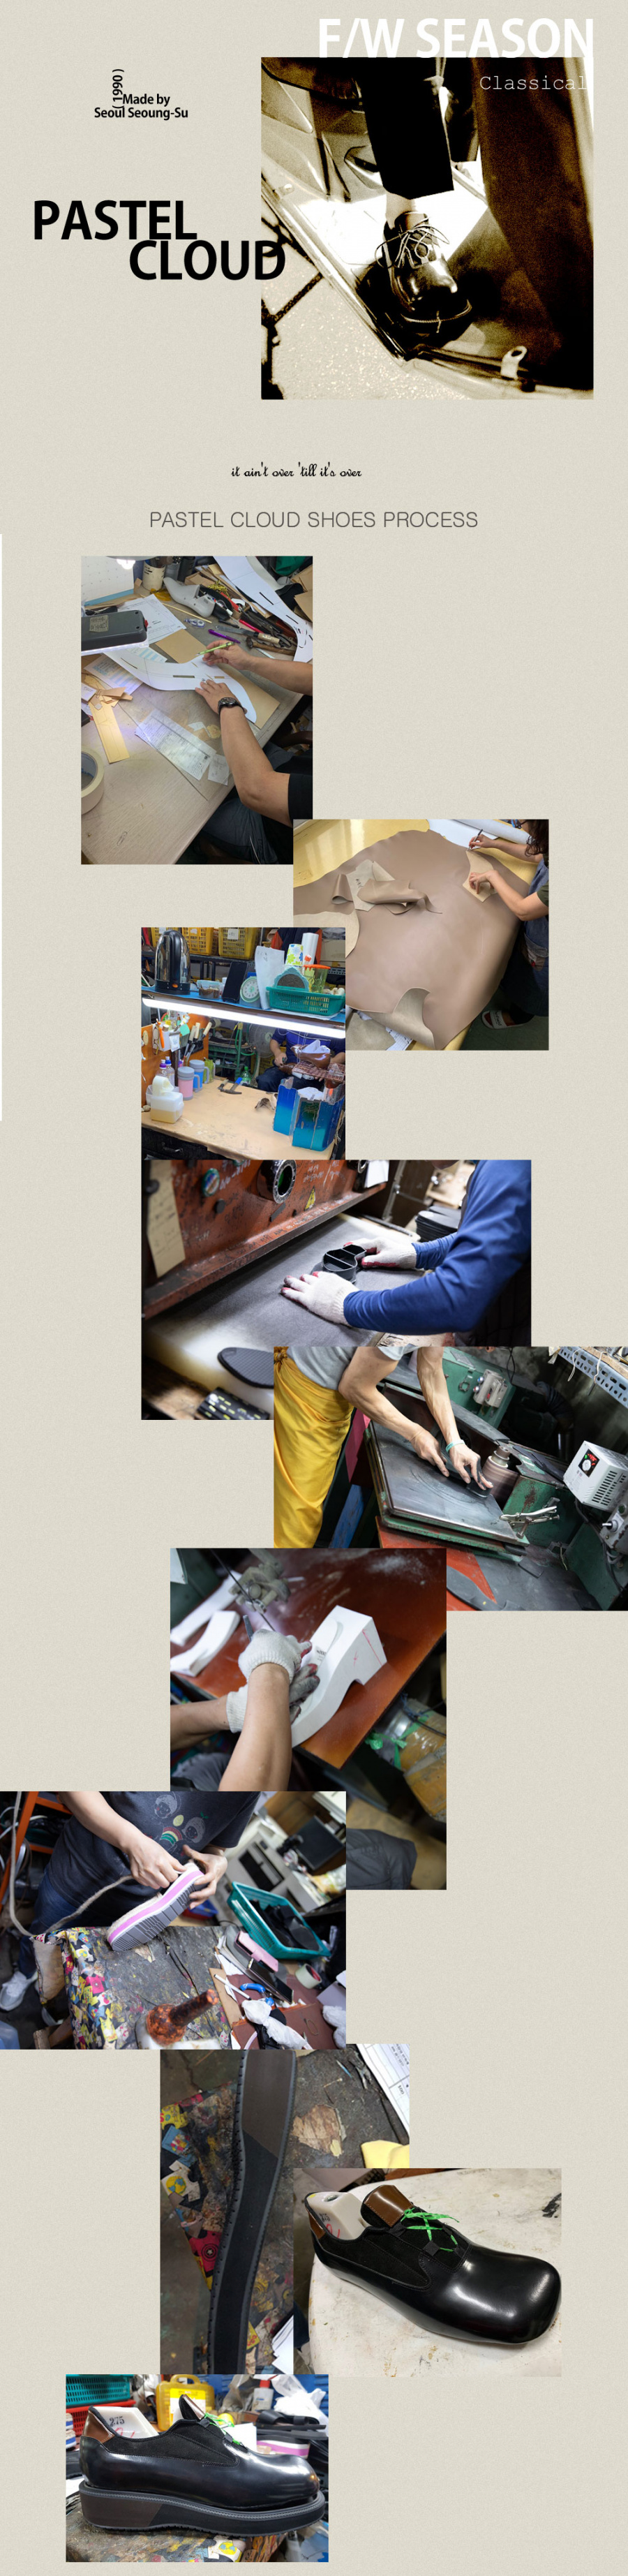 F/W SEASON
Classical
( 1990 )
Made by
Seoul Seoung-Su
PASTEL
CLOUD
it ain't over 'till it's over
PASTEL CLOUD SHOES PROCESS
275